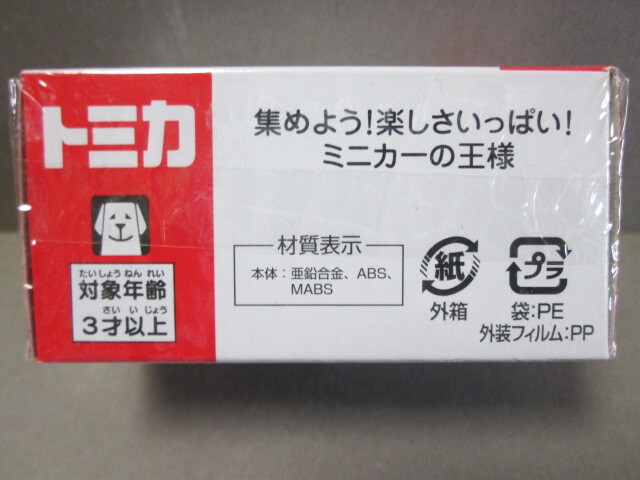 トミカ
集めよう!楽しさいっぱい!
ミニカーの王様
たいしょうねんれい
対象年齢
さいいじょう
3才以上
材質表示
本体:亜鉛合金、ABS、
MABS
紙
外箱
プラ
袋:PE
外装フィルム:PP